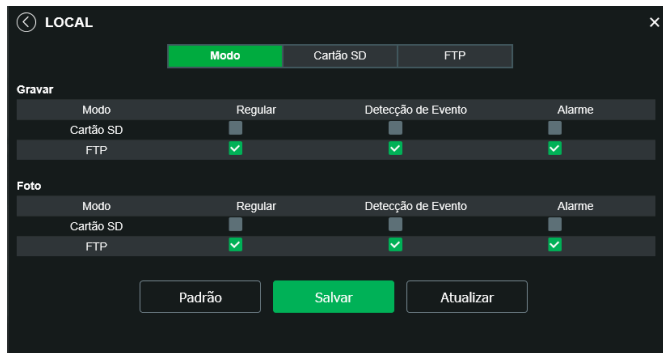 LOCAL
Modo Cartão SD FTP
Gravar
Modo Regular Detecção de Evento Alarme
Cartão SD
FTP
Foto
Modo Regular Detecção de Evento Alarme
Cartão SD
FTP
Padrão Salvar Atualizar